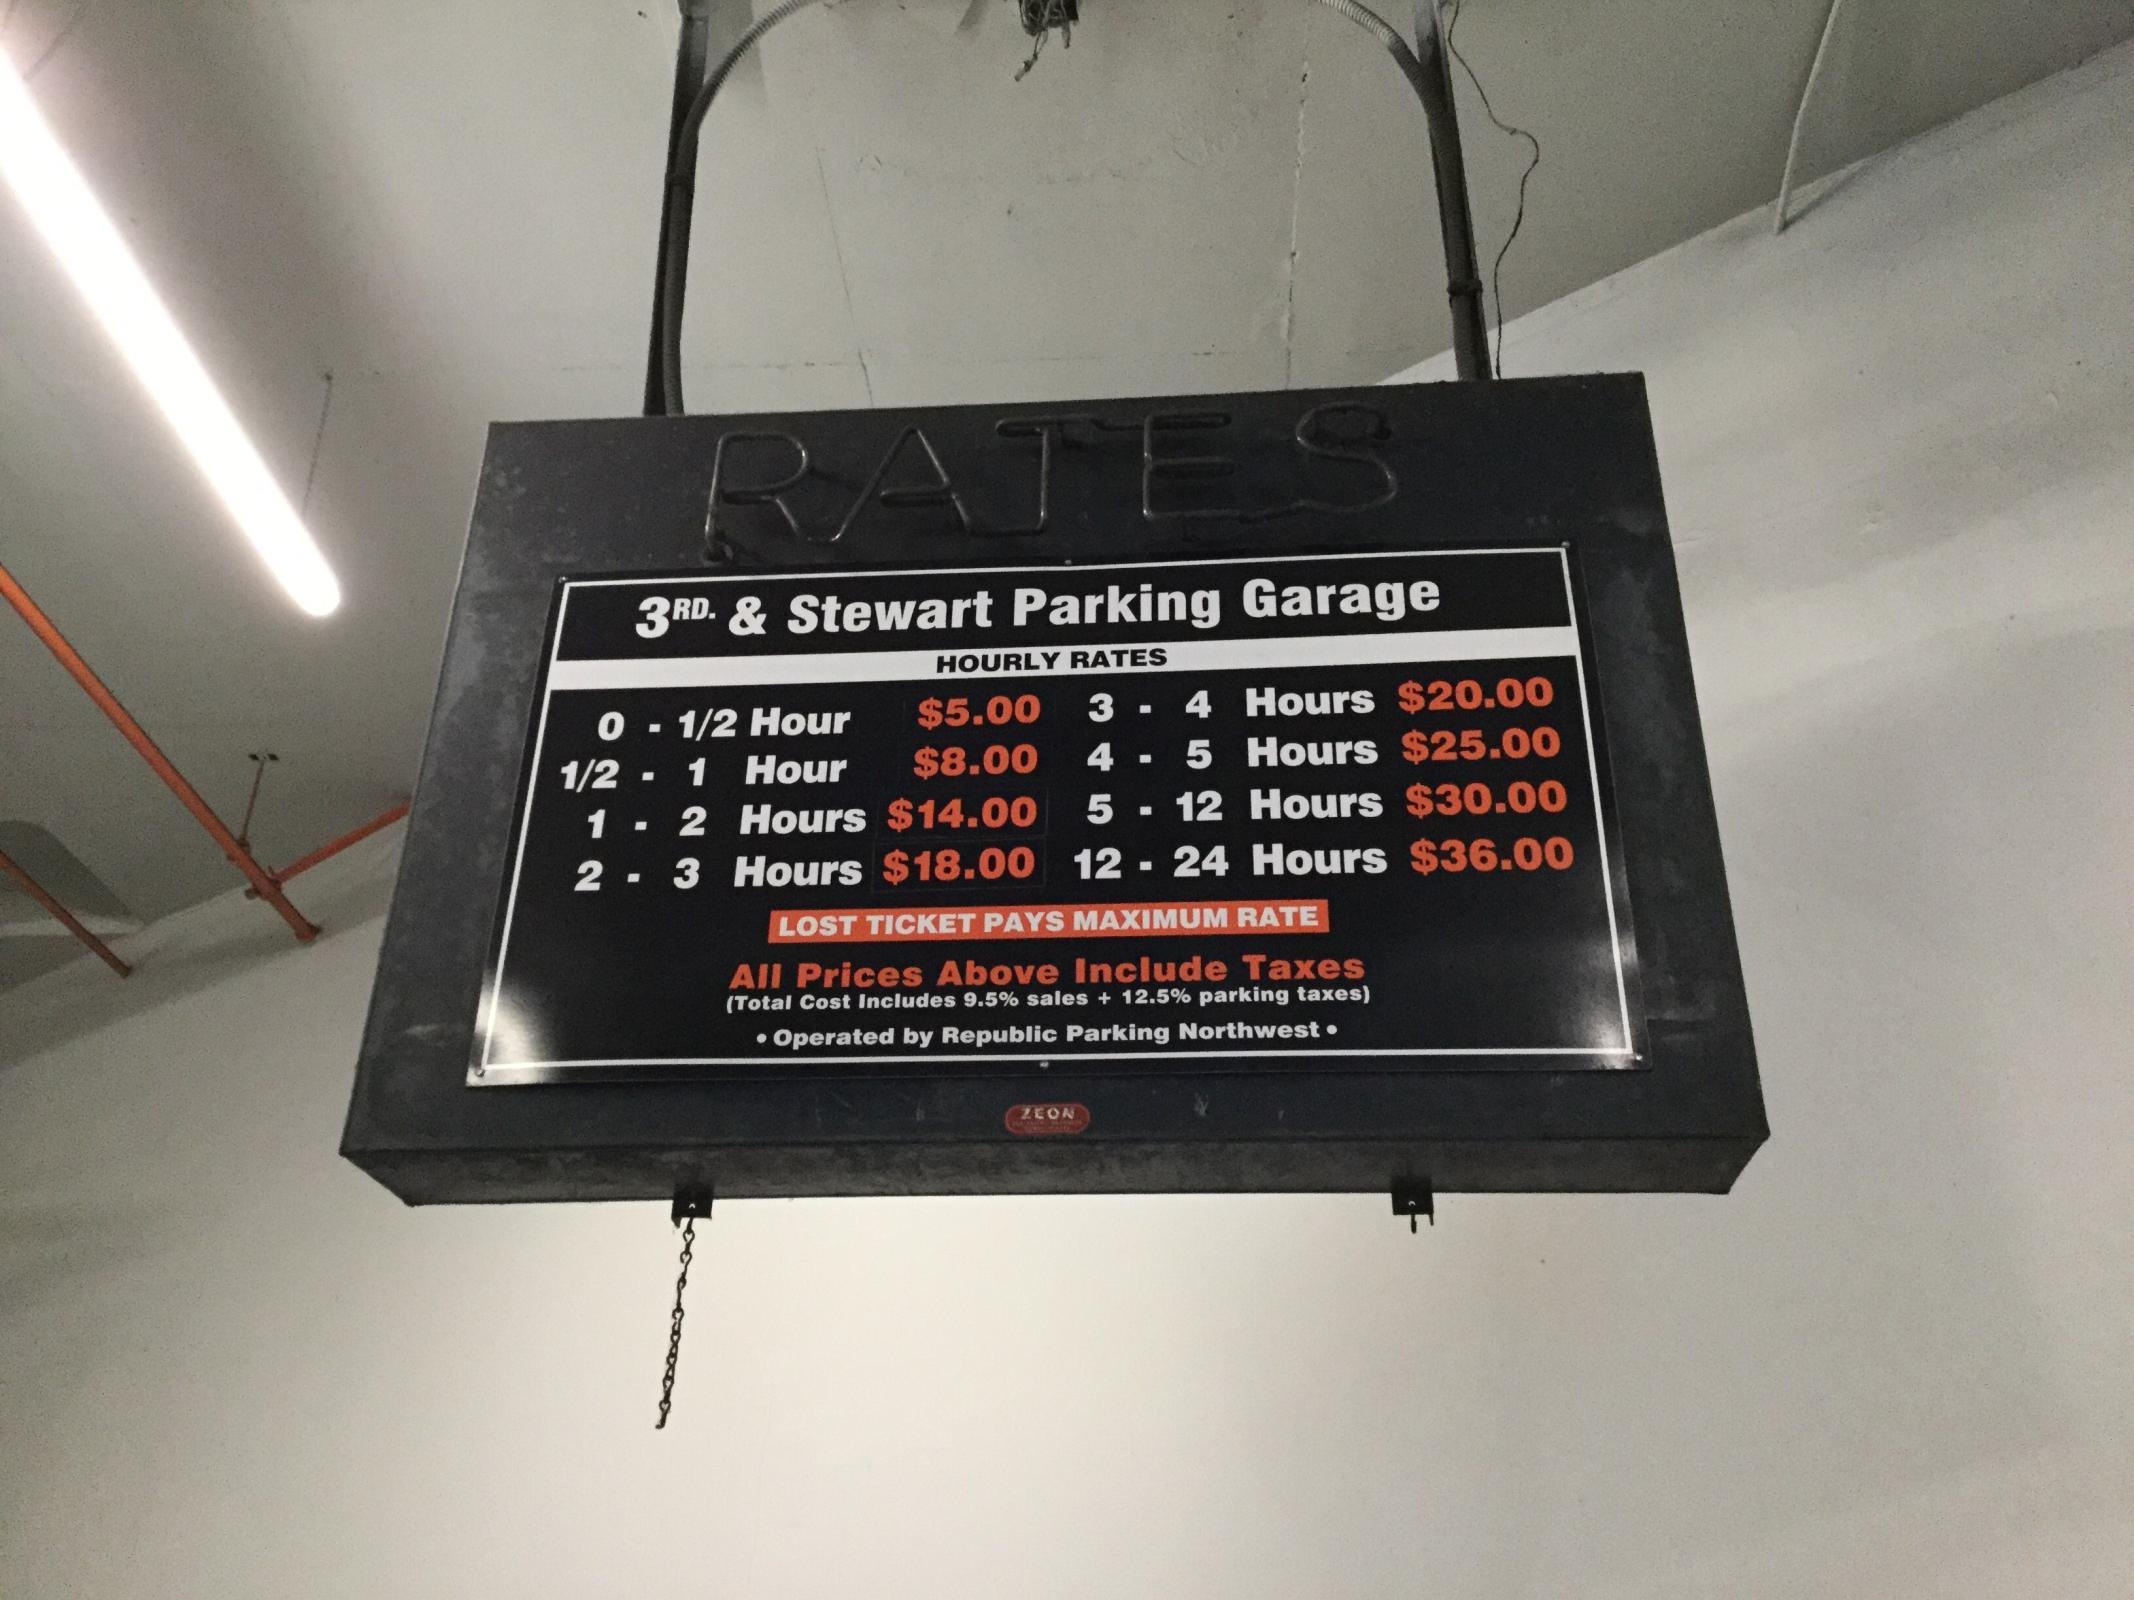 RATES
3RD. & Stewart Parking Garage
HOURLY RATES
0 - 1/2 Hour $5.00 3 - 4 Hours $20.00
1/2 - 1 Hour $8.00 4 - 5 Hours $25.00
1 - 2 Hours $14.00 5 - 12 Hours $30.00
2 - 3 Hours $18.00 12 - 24 Hours $36.00
LOST TICKET PAYS MAXIMUM RATE
All Prices Above Include Taxes
(Total Cost Includes 9.5% sales + 12.5% parking taxes)
• Operated by Republic Parking Northwest •
ZEON